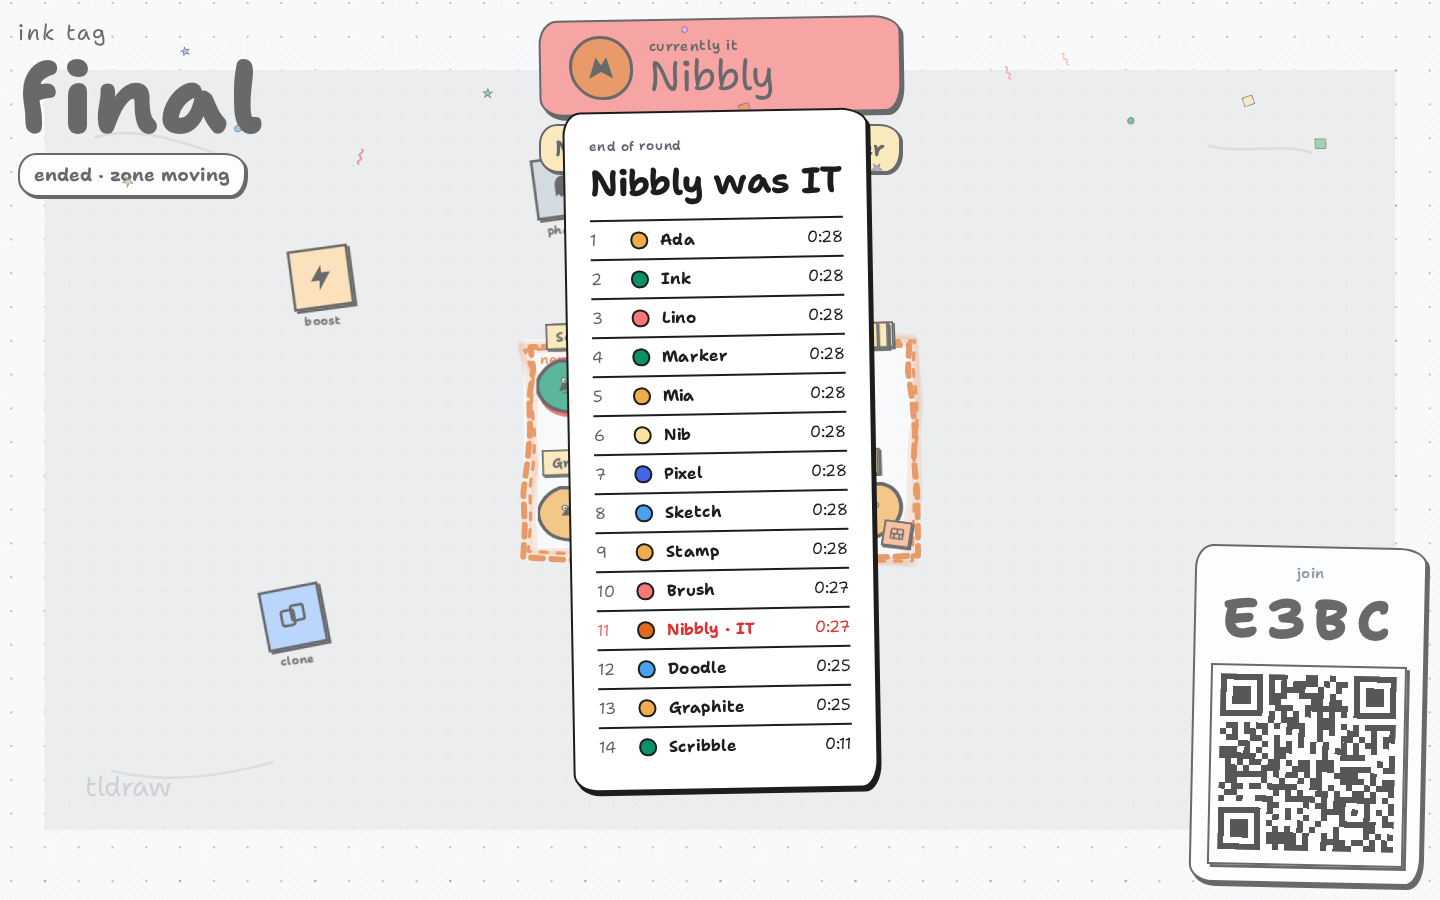 ink tag
final
ended · zone moving
currently it
Nibbly
end of round
Nibbly was IT
1 Ada 0:28
2 Ink 0:28
3 Lino 0:28
4 Marker 0:28
5 Mia 0:28
6 Nib 0:28
7 Pixel 0:28
8 Sketch 0:28
9 Stamp 0:28
10 Brush 0:27
11 Nibbly · IT 0:27
12 Doodle 0:25
13 Graphite 0:25
14 Scribble 0:11
boost
clone
tldraw
join
E3BC